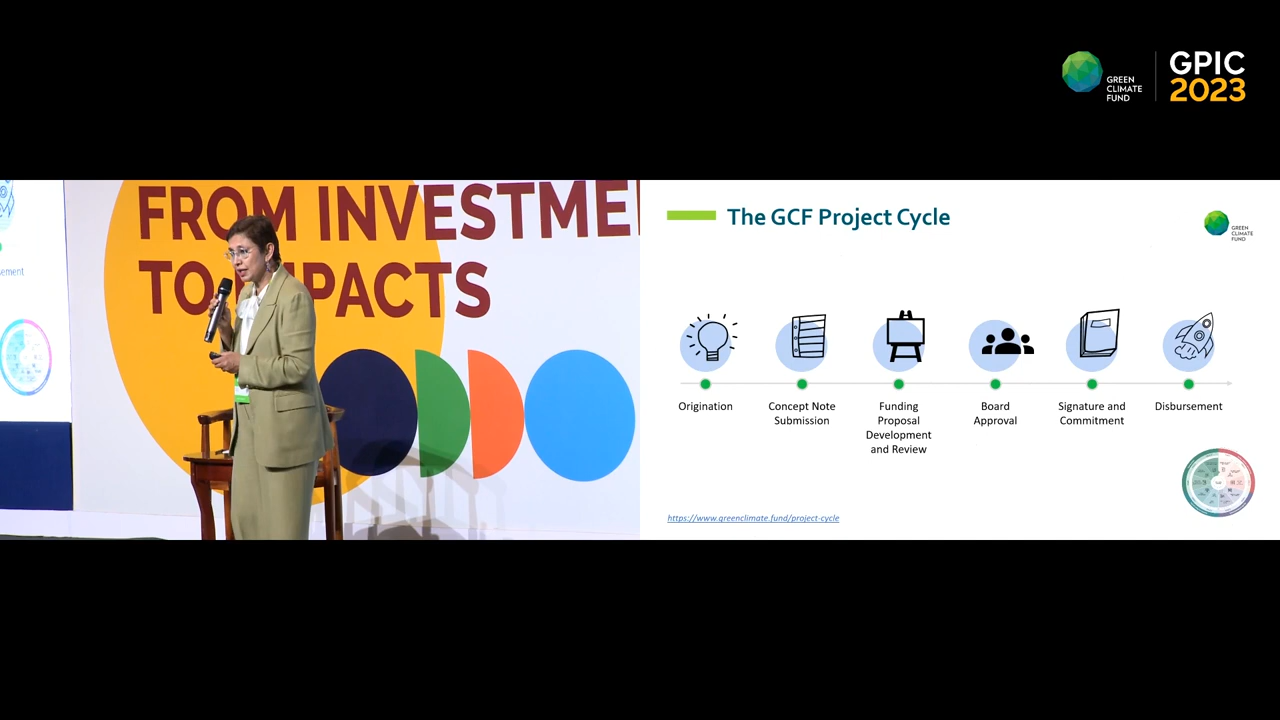 GREEN
CLIMATE
FUND
GPIC
2023
FROM INVESTME
TO IMPACTS
ement
The GCF Project Cycle
GREEN
CLIMATE
FUND
Origination
Concept Note
Submission
Funding
Proposal
Development
and Review
Board
Approval
Signature and
Commitment
Disbursement
https://www.greenclimate.fund/project-cycle